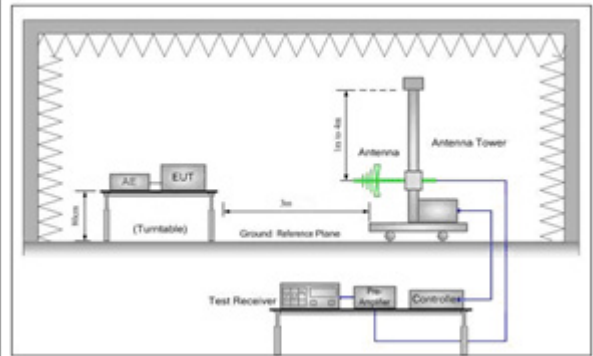 1m to 4m
Antenna Tower
Antenna
AE
EUT
3m
80cm
(Turntable)
Ground Reference Plane
Test Receiver
Pre-
Amplifier
Controller